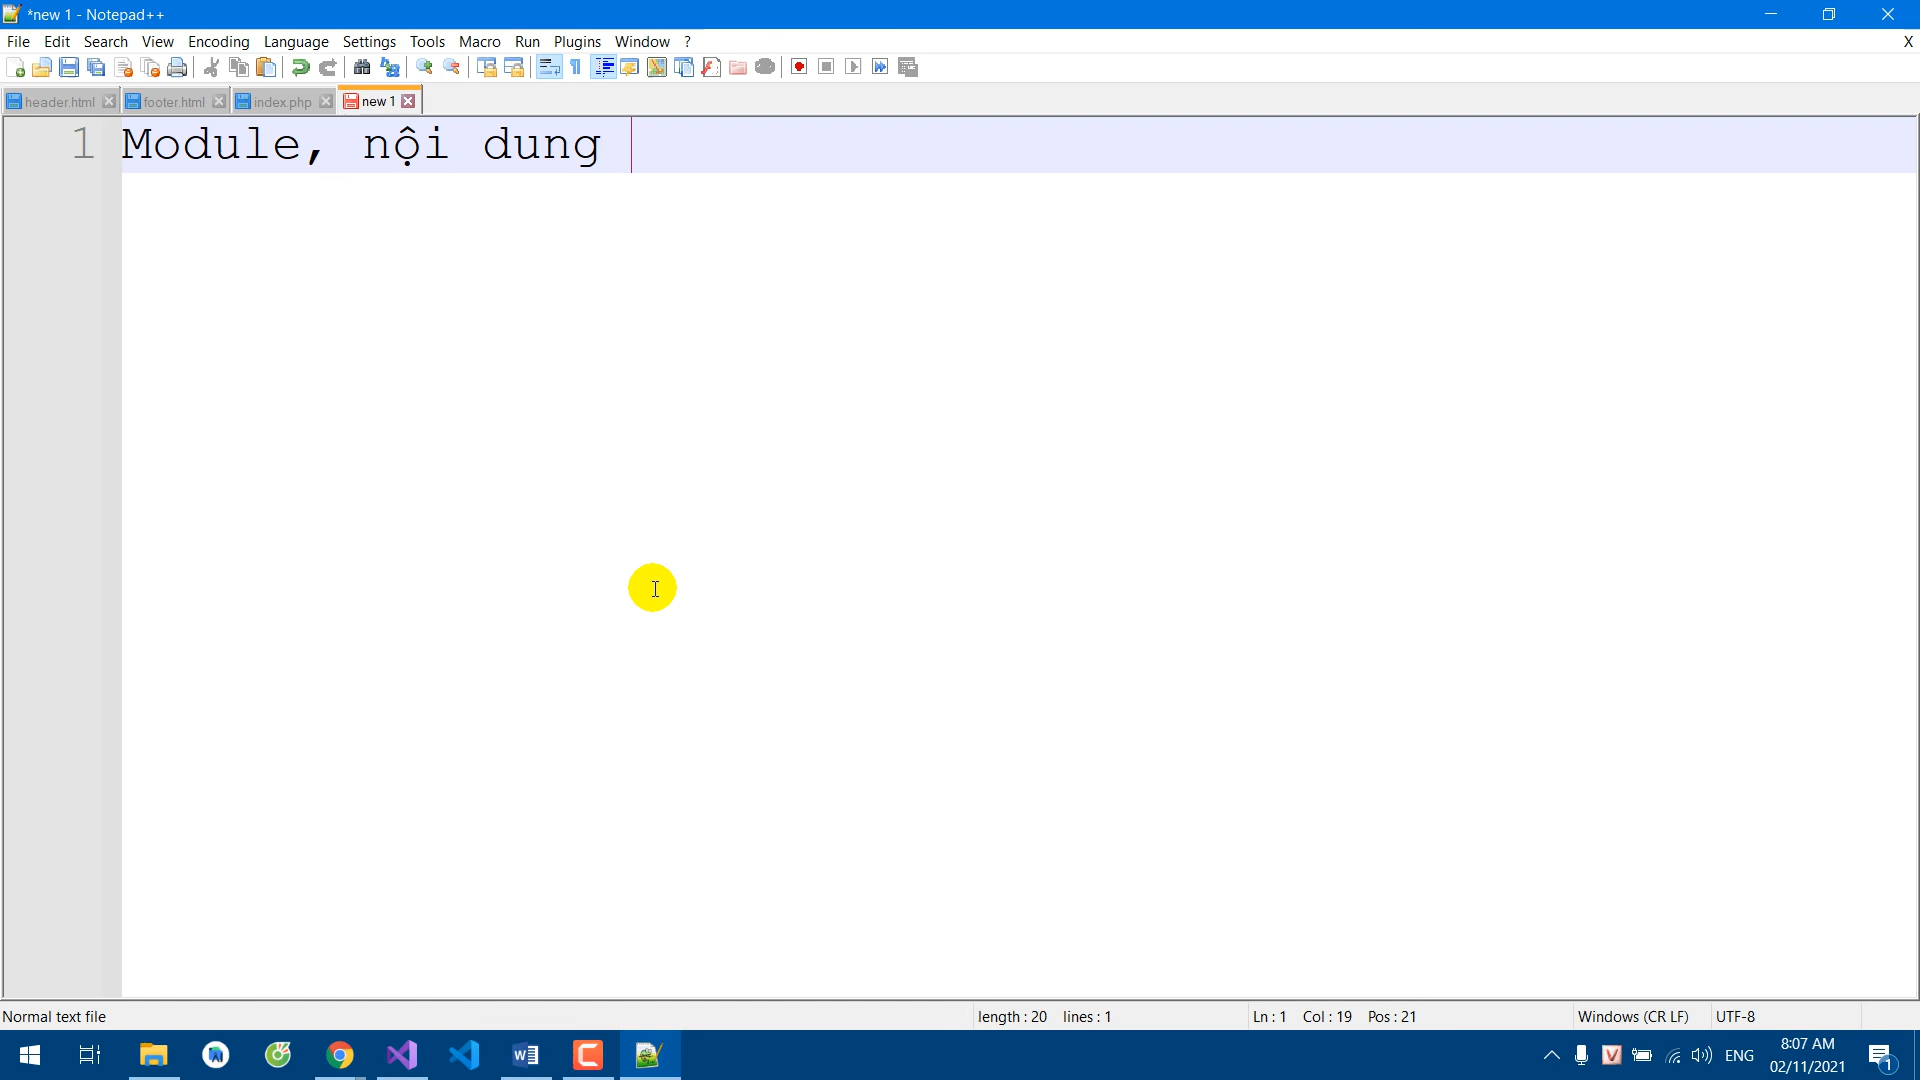 *new 1 - Notepad++
File Edit Search View Encoding Language Settings Tools Macro Run Plugins Window ? X
header.html footer.html index.php new 1
1 Module, nội dung
Normal text file length : 20 lines : 1 Ln : 1 Col : 19 Pos : 21 Windows (CR LF) UTF-8
ENG 8:07 AM
02/11/2021 1